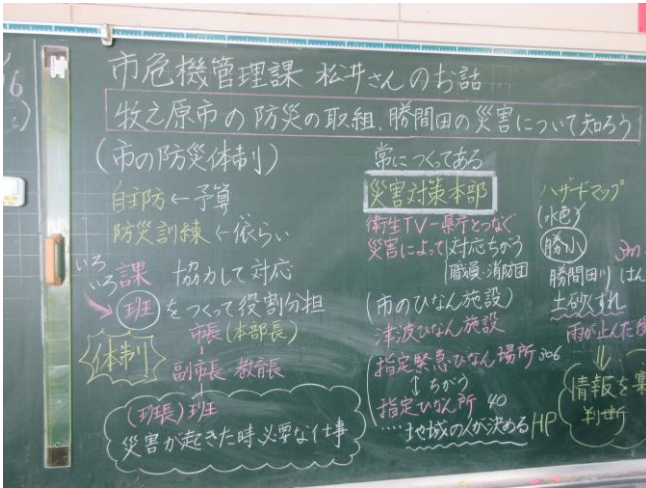 市危機管理課 松井さんのお話
牧之原市の防災の取組、勝間田の災害について知ろう
(市の防災体制)
自主防←予算
防災訓練←依らい
いろいろ課 協力して対応
班をつくって役割分担
体制
市長(本部長)
副市長 教育長
(班長)班
災害が起きた時必要な仕事
常につくってある
災害対策本部
衛生TV－県庁とつなぐ
災害によって 対応ちがう
職員・消防団
(市のひなん施設)
津波ひなん施設
指定緊急ひなん場所 306
↑ちがう
指定ひなん所 40
‥‥地域の人が決める HP
ハザードマップ
(水色)
勝小
勝間田川 はん
土砂くずれ
雨が止んだ後
⇓
情報を集
判断